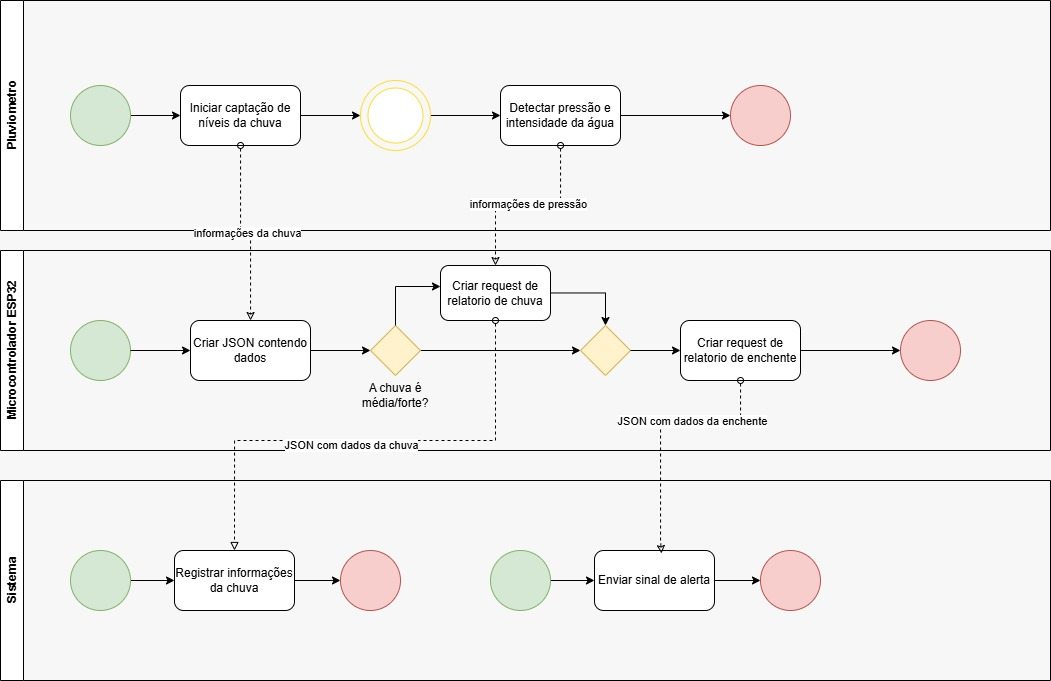 Pluviometro
Iniciar captação de
níveis da chuva
Detectar pressão e
intensidade da água
informações de pressão
informações da chuva
Microcontrolador ESP32
Criar request de
relatorio de chuva
Criar JSON contendo
dados
A chuva é
média/forte?
Criar request de
relatorio de enchente
JSON com dados da enchente
JSON com dados da chuva
Sistema
Registrar informações
da chuva
Enviar sinal de alerta